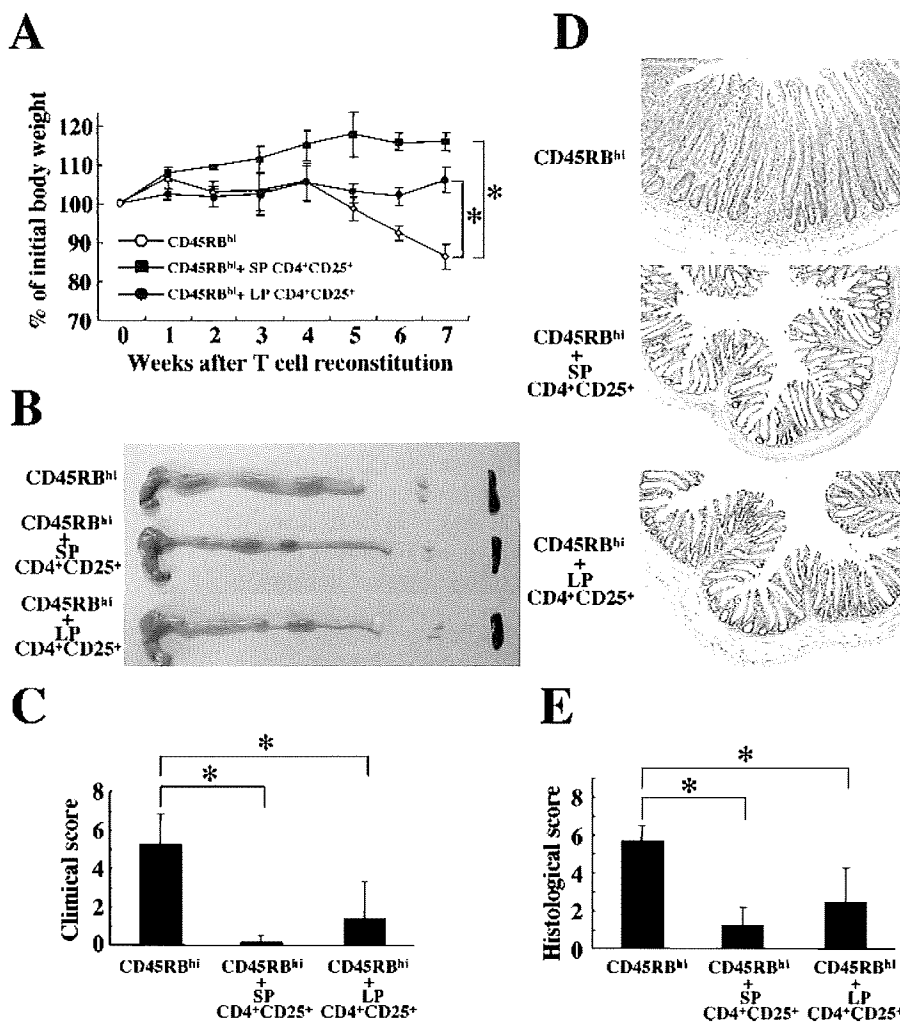 A
% of initial body weight
120
110
100
90
80
70
CD45RBhi
CD45RBhi+ SP CD4+CD25+
CD45RBhi+ LP CD4+CD25+
*
*
0 1 2 3 4 5 6 7
Weeks after T cell reconstitution
B
CD45RBhi
CD45RBhi
+
SP
CD4+CD25+
CD45RBhi
+
LP
CD4+CD25+
C
Climical score
8
6
4
2
0
*
*
CD45RBhi
CD45RBhi
+
SP
CD4+CD25+
CD45RBhi
+
LP
CD4+CD25+
D
CD45RBhi
CD45RBhi
+
SP
CD4+CD25+
CD45RBhi
+
LP
CD4+CD25+
E
Histological score
8
6
4
2
0
*
*
CD45RBhi
CD45RBhi
+
SP
CD4+CD25+
CD45RBhi
+
LP
CD4+CD25+